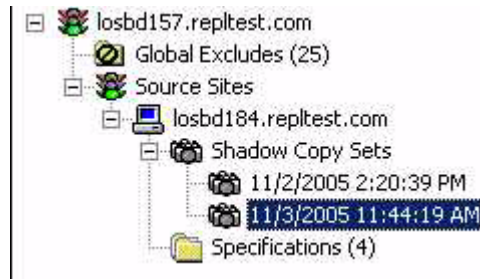 losbd157.repltest.com
Global Excludes (25)
Source Sites
losbd184.repltest.com
Shadow Copy Sets
11/2/2005 2:20:39 PM
11/3/2005 11:44:19 AM
Specifications (4)